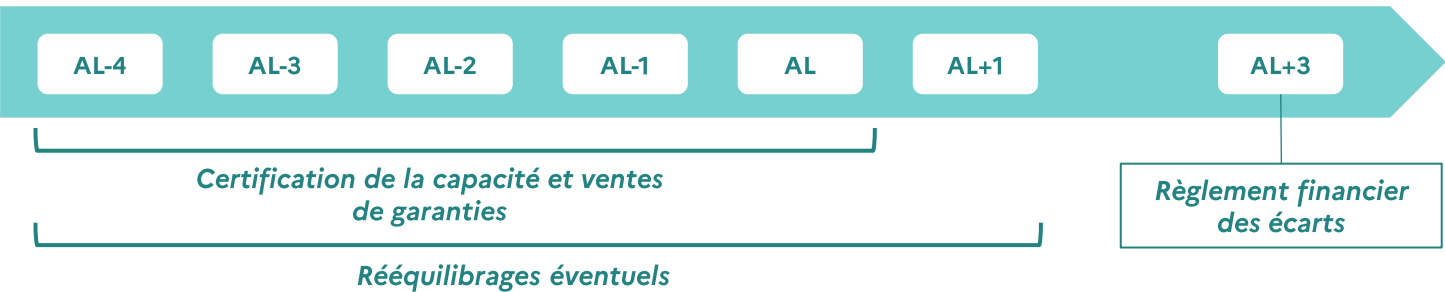 AL-4 AL-3 AL-2 AL-1 AL AL+1 AL+3
Certification de la capacité et ventes
de garanties
Règlement financier
des écarts
Rééquilibrages éventuels